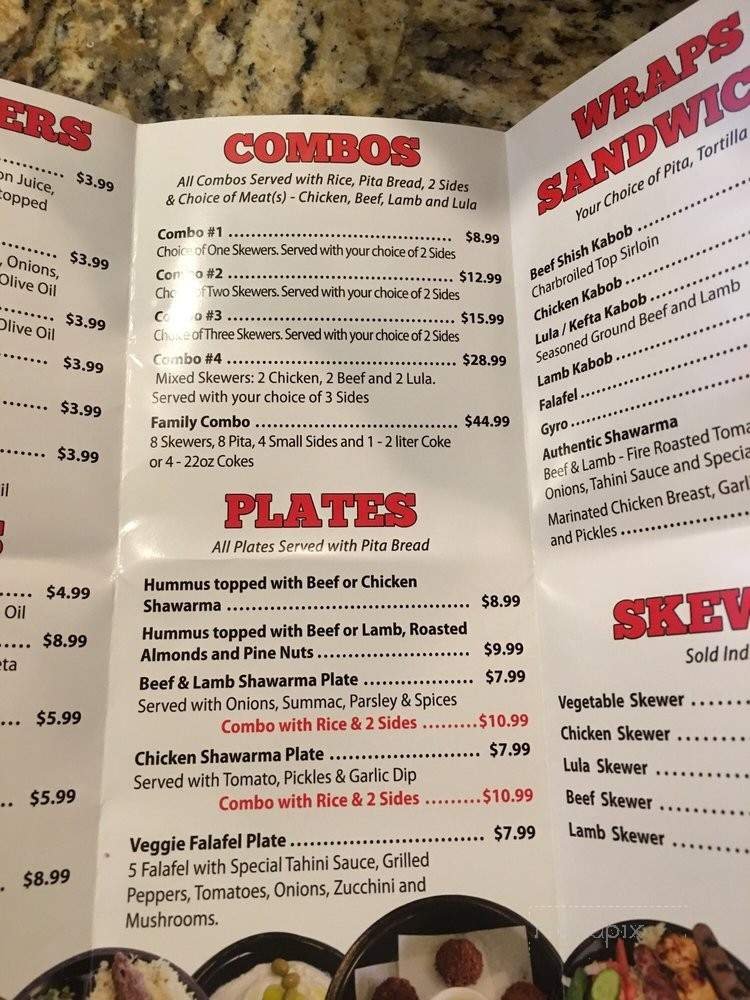 ERS
$3.99
on Juice,
topped
$3.99
, Onions,
Olive Oil
$3.99
Olive Oil
$3.99
$3.99
$3.99
il
$4.99
Oil
$8.99
eta
$5.99
$5.99
$8.99
COMBOS
All Combos Served with Rice, Pita Bread, 2 Sides
& Choice of Meat(s) - Chicken, Beef, Lamb and Lula
Combo #1 $8.99
Choice of One Skewers. Served with your choice of 2 Sides
Combo #2 $12.99
Choice of Two Skewers. Served with your choice of 2 Sides
Combo #3 $15.99
Choice of Three Skewers. Served with your choice of 2 Sides
Combo #4 $28.99
Mixed Skewers: 2 Chicken, 2 Beef and 2 Lula.
Served with your choice of 3 Sides
Family Combo $44.99
8 Skewers, 8 Pita, 4 Small Sides and 1 - 2 liter Coke
or 4 - 22oz Cokes
PLATES
All Plates Served with Pita Bread
Hummus topped with Beef or Chicken
Shawarma $8.99
Hummus topped with Beef or Lamb, Roasted
Almonds and Pine Nuts $9.99
Beef & Lamb Shawarma Plate $7.99
Served with Onions, Summac, Parsley & Spices
Combo with Rice & 2 Sides $10.99
Chicken Shawarma Plate $7.99
Served with Tomato, Pickles & Garlic Dip
Combo with Rice & 2 Sides $10.99
Veggie Falafel Plate $7.99
5 Falafel with Special Tahini Sauce, Grilled
Peppers, Tomatoes, Onions, Zucchini and
Mushrooms.
WRAPS
SANDWIC
Your Choice of Pita, Tortilla
Beef Shish Kabob
Charbroiled Top Sirloin
Chicken Kabob
Lula / Kefta Kabob
Seasoned Ground Beef and Lamb
Lamb Kabob
Falafel
Gyro
Authentic Shawarma
Beef & Lamb - Fire Roasted Toma
Onions, Tahini Sauce and Specia
Marinated Chicken Breast, Garl
and Pickles
SKEW
Sold Ind
Vegetable Skewer
Chicken Skewer
Lula Skewer
Beef Skewer
Lamb Skewer